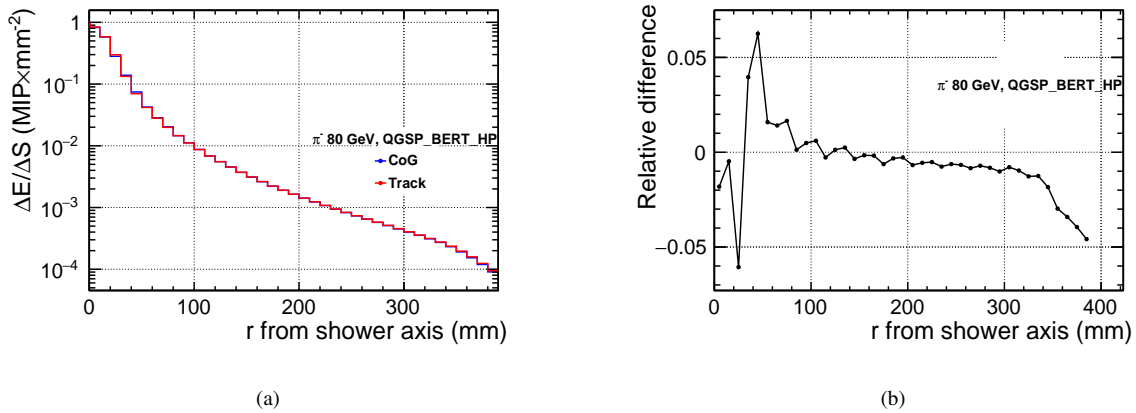 1
10⁻¹
10⁻²
10⁻³
10⁻⁴
ΔE/ΔS (MIP×mm⁻²)
π⁻ 80 GeV, QGSP_BERT_HP
CoG
Track
0 100 200 300
r from shower axis (mm)
(a)
0.05
0
−0.05
Relative difference
π⁻ 80 GeV, QGSP_BERT_HP
0 100 200 300 400
r from shower axis (mm)
(b)